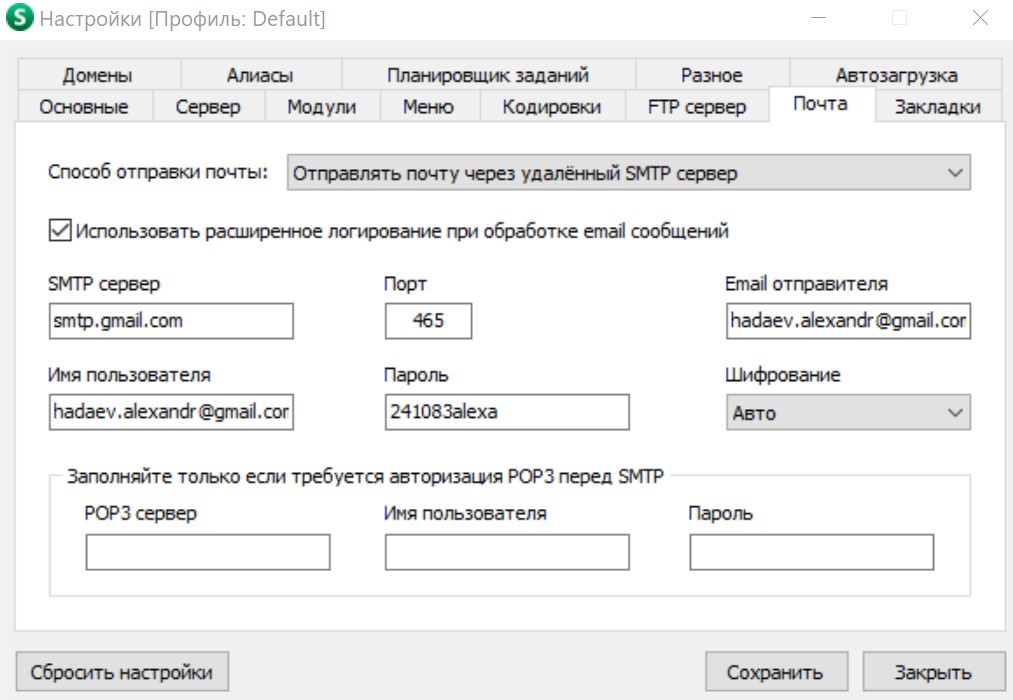 S Настройки [Профиль: Default]
Домены Алиасы Планировщик заданий Разное Автозагрузка
Основные Сервер Модули Меню Кодировки FTP сервер Почта Закладки
Способ отправки почты: Отправлять почту через удалённый SMTP сервер
Использовать расширенное логирование при обработке email сообщений
SMTP сервер Порт Email отправителя
smtp.gmail.com 465 hadaev.alexandr@gmail.cor
Имя пользователя Пароль Шифрование
hadaev.alexandr@gmail.cor 241083alexa Авто
Заполняйте только если требуется авторизация POP3 перед SMTP
POP3 сервер Имя пользователя Пароль
Сбросить настройки Сохранить Закрыть